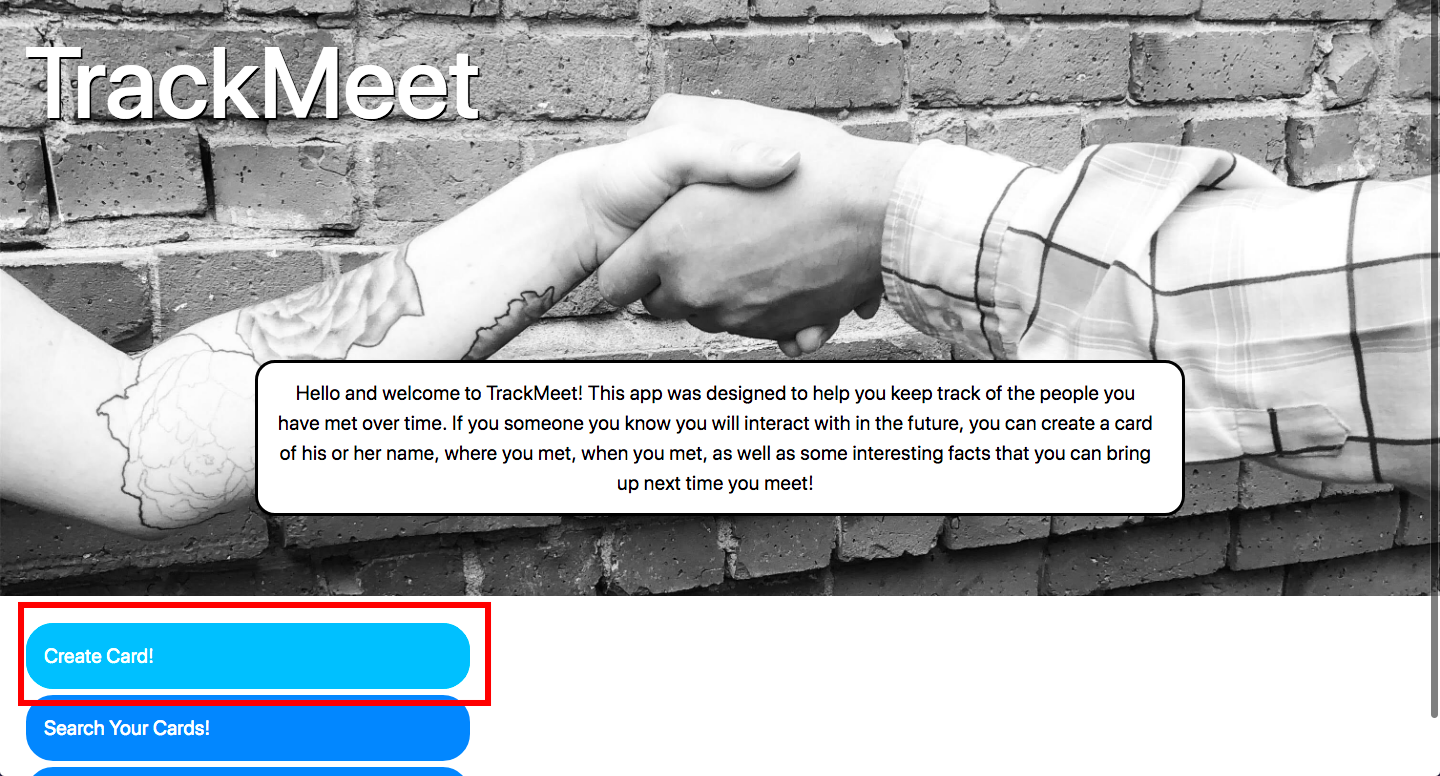 TrackMeet
Hello and welcome to TrackMeet! This app was designed to help you keep track of the people you
have met over time. If you someone you know you will interact with in the future, you can create a card
of his or her name, where you met, when you met, as well as some interesting facts that you can bring
up next time you meet!
Create Card!
Search Your Cards!